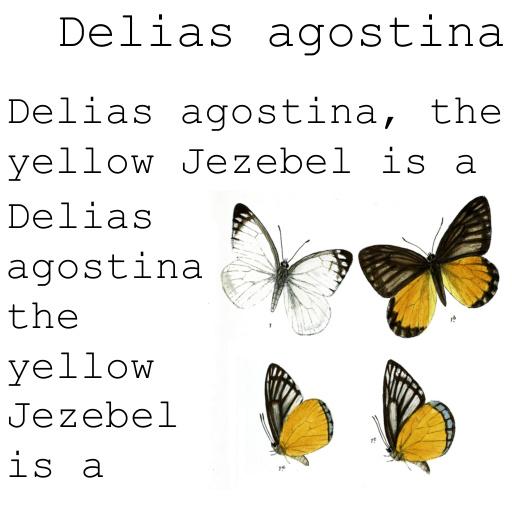 Delias agostina
Delias agostina, the
yellow Jezebel is a
Delias
agostina
the
yellow
Jezebel
is a